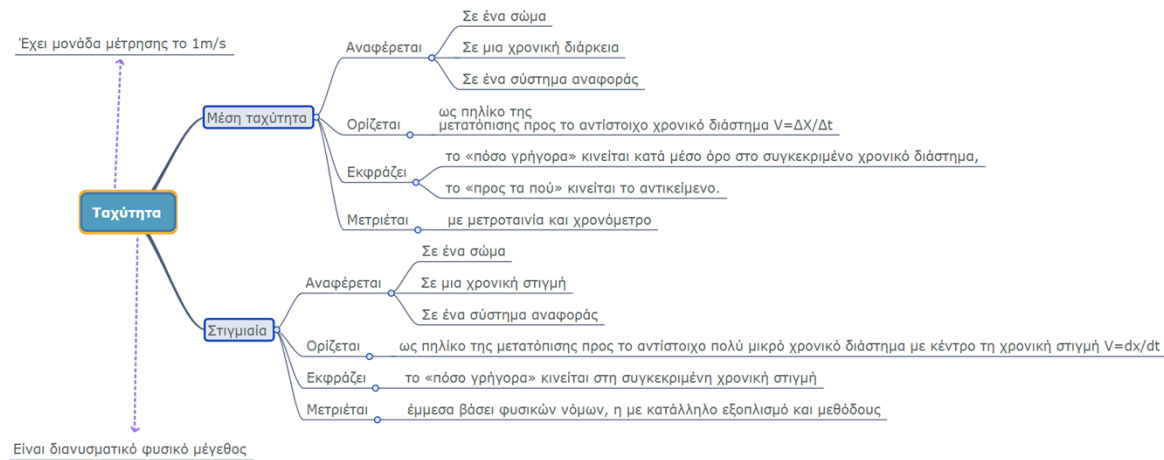 Έχει μονάδα μέτρησης το 1m/s
Ταχύτητα
Είναι διανυσματικό φυσικό μέγεθος
Μέση ταχύτητα
Αναφέρεται
Σε ένα σώμα
Σε μια χρονική διάρκεια
Σε ένα σύστημα αναφοράς
Ορίζεται
ως πηλίκο της
μετατόπισης προς το αντίστοιχο χρονικό διάστημα V=ΔX/Δt
Εκφράζει
το «πόσο γρήγορα» κινείται κατά μέσο όρο στο συγκεκριμένο χρονικό διάστημα,
το «προς τα πού» κινείται το αντικείμενο.
Μετριέται
με μετροταινία και χρονόμετρο
Στιγμιαία
Αναφέρεται
Σε ένα σώμα
Σε μια χρονική στιγμή
Σε ένα σύστημα αναφοράς
Ορίζεται
ως πηλίκο της μετατόπισης προς το αντίστοιχο πολύ μικρό χρονικό διάστημα με κέντρο τη χρονική στιγμή V=dx/dt
Εκφράζει
το «πόσο γρήγορα» κινείται στη συγκεκριμένη χρονική στιγμή
Μετριέται
έμμεσα βάσει φυσικών νόμων, η με κατάλληλο εξοπλισμό και μεθόδους